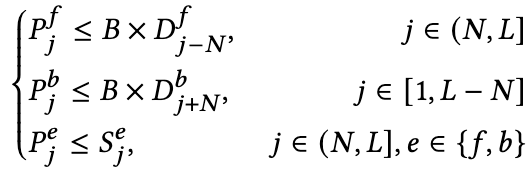 P_j^f ≤ B × D_{j−N}^f, j ∈ (N, L]
P_j^b ≤ B × D_{j+N}^b, j ∈ [1, L − N]
P_j^e ≤ S_j^e, j ∈ (N, L], e ∈ {f, b}